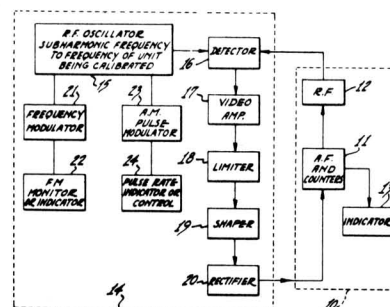 R.F. OSCILLATOR
SUBHARMONIC FREQUENCY
TO FREQUENCY OF UNIT
BEING CALIBRATED
15
DETECTOR
16
21
FREQUENCY
MODULATOR
23
A.M.
PULSE-
MODULATOR
17
VIDEO
AMP.
R.F.
12
22
FM
MONITOR
OR INDICATOR
24
PULSE RATE
INDICATOR OR
CONTROL
18
LIMITER
11
A.F.
AND
COUNTERS
INDICATOR
SHAPER
19
RECTIFIER
20
14
10